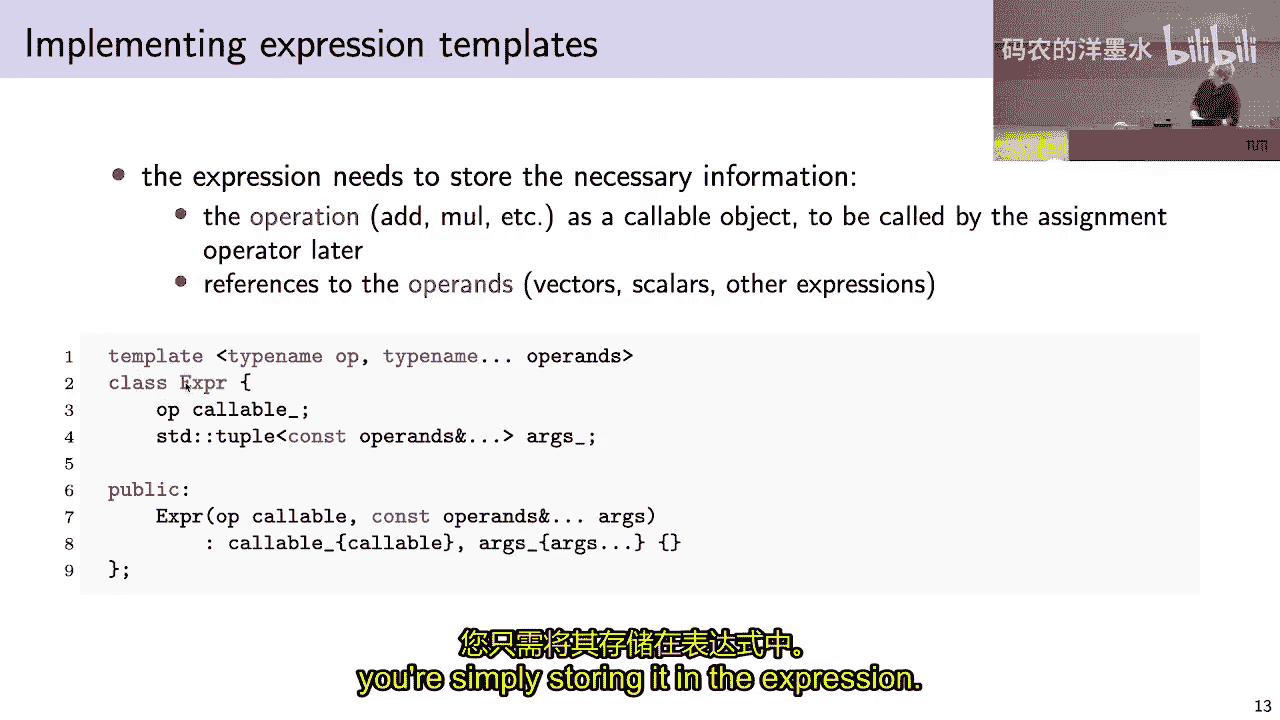 Implementing expression templates
码农的洋墨水 bilibili
TUM
• the expression needs to store the necessary information:
• the operation (add, mul, etc.) as a callable object, to be called by the assignment
operator later
• references to the operands (vectors, scalars, other expressions)
1 template <typename op, typename... operands>
2 class Expr {
3 op callable_;
4 std::tuple<const operands&...> args_;
5
6 public:
7 Expr(op callable, const operands&... args)
8 : callable_{callable}, args_{args...} {}
9 };
您只需将其存储在表达式中。
you're simply storing it in the expression.
13